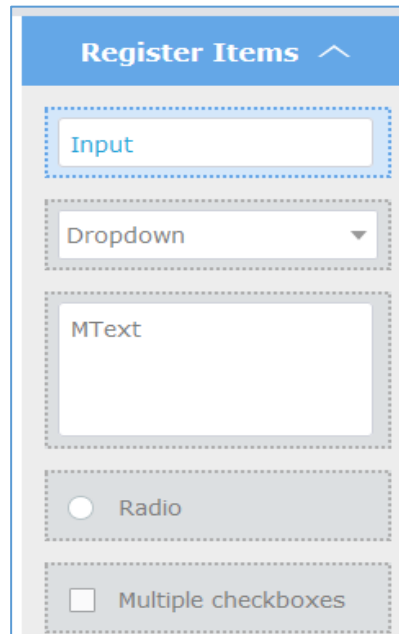 Register Items
Input
Dropdown
MText
Radio
Multiple checkboxes